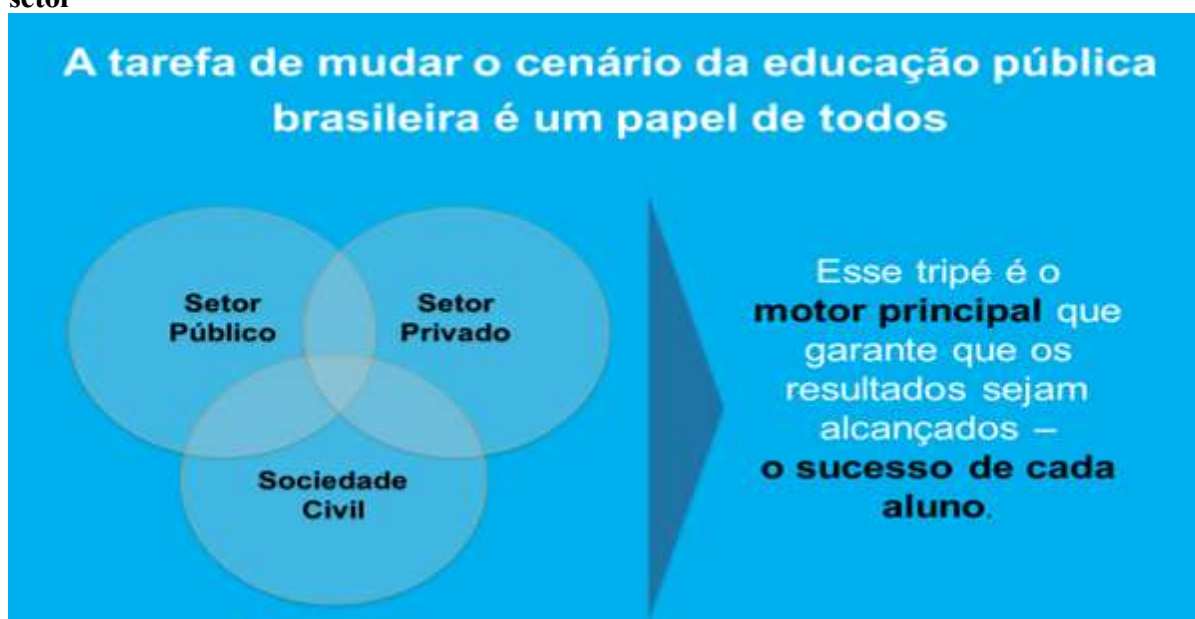 setor
A tarefa de mudar o cenário da educação pública
brasileira é um papel de todos
Setor
Público
Setor
Privado
Sociedade
Civil
Esse tripé é o
motor principal que
garante que os
resultados sejam
alcançados –
o sucesso de cada
aluno.